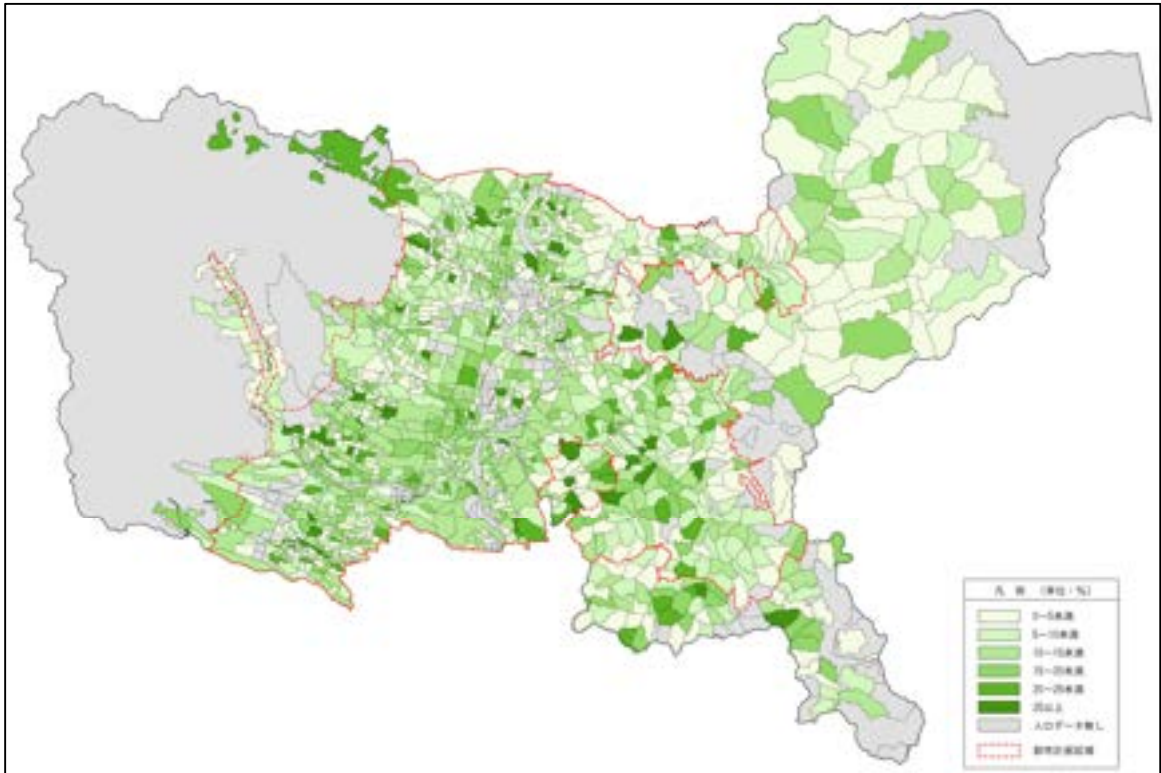 凡　例　(単位：%)
0～5未満
5～10未満
10～15未満
15～20未満
20～25未満
25以上
人口データ無し
都市計画区域